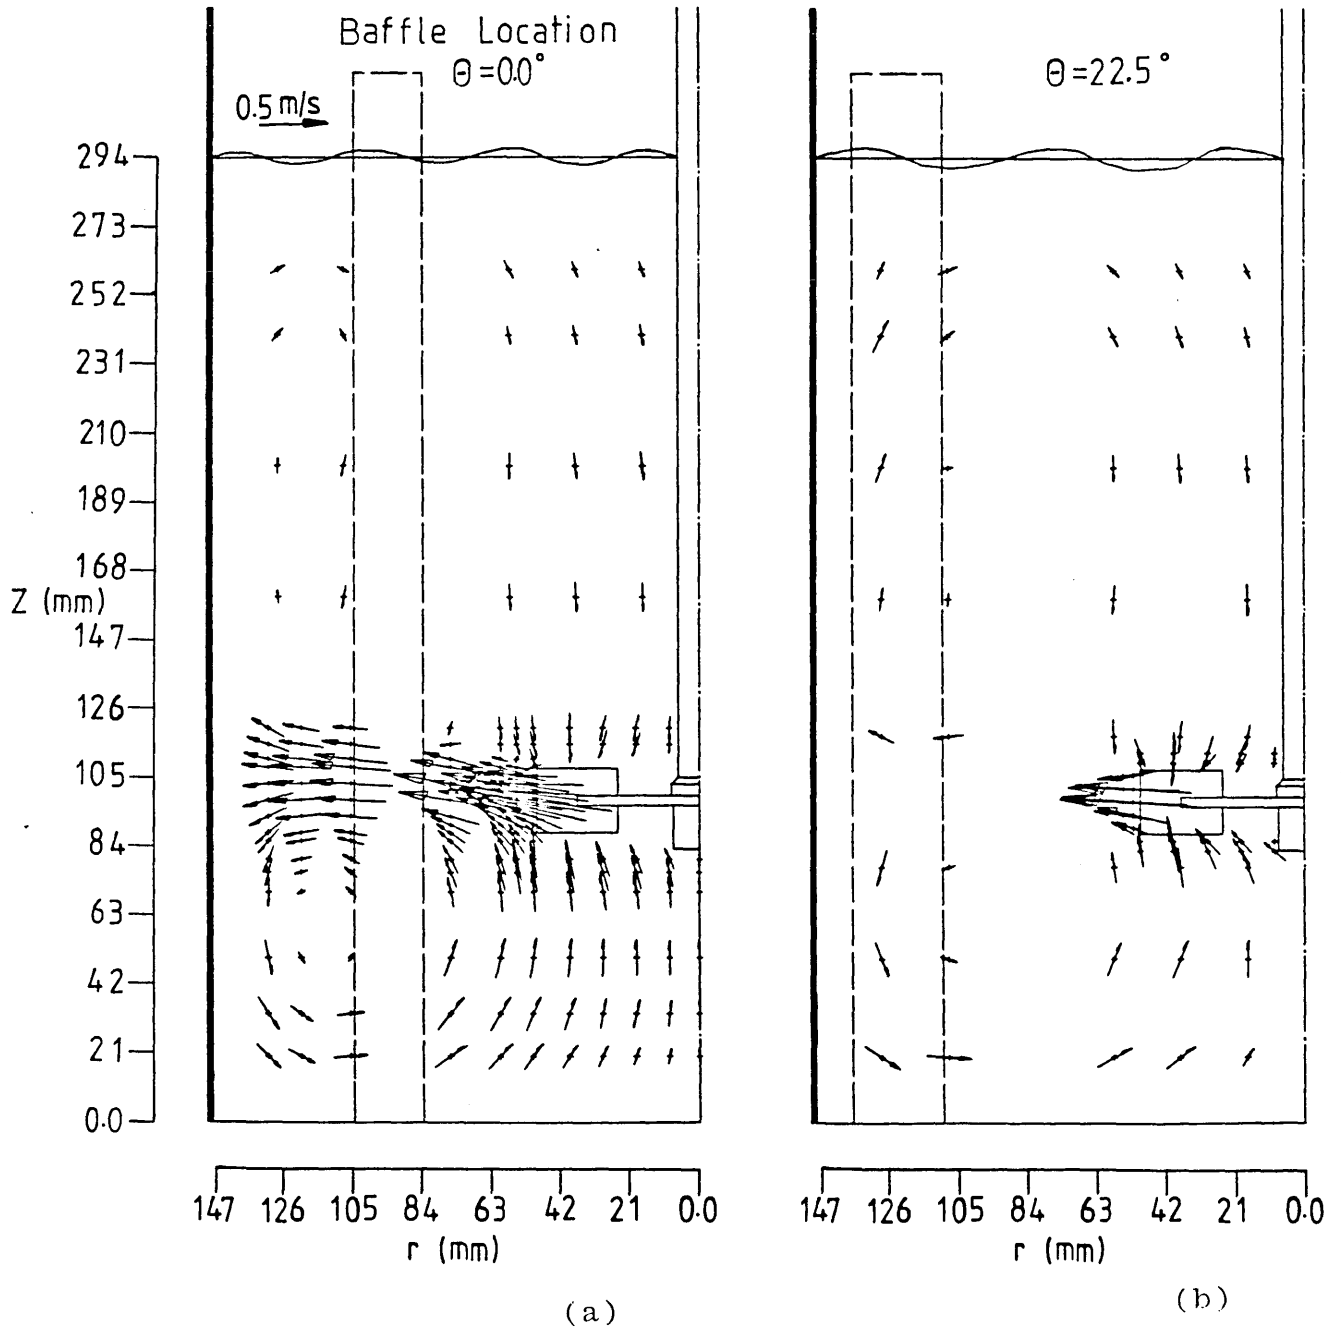 Baffle Location
Θ=0.0°
Θ=22.5°
0.5 m/s
294
273
252
231
210
189
168
Z (mm)
147
126
105
84
63
42
21
0.0
147 126 105 84 63 42 21 0.0
r (mm)
147 126 105 84 63 42 21 0.0
r (mm)
(a)
(b)